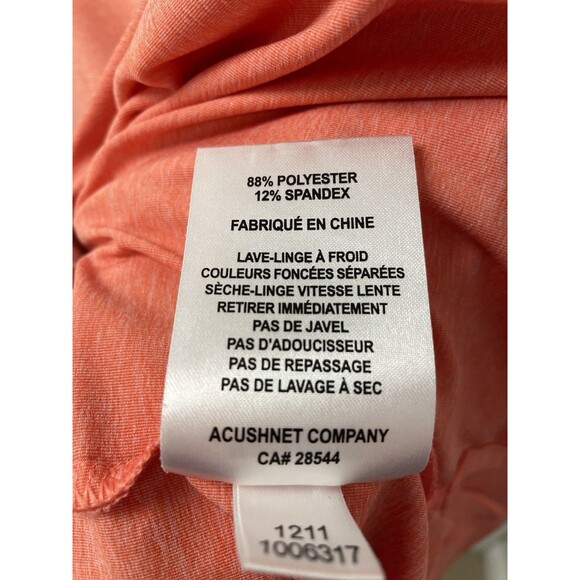 88% POLYESTER
12% SPANDEX
FABRIQUÉ EN CHINE
LAVE-LINGE À FROID
COULEURS FONCÉES SÉPARÉES
SÈCHE-LINGE VITESSE LENTE
RETIRER IMMÉDIATEMENT
PAS DE JAVEL
PAS D'ADOUCISSEUR
PAS DE REPASSAGE
PAS DE LAVAGE À SEC
ACUSHNET COMPANY
CA# 28544
1211
1006317